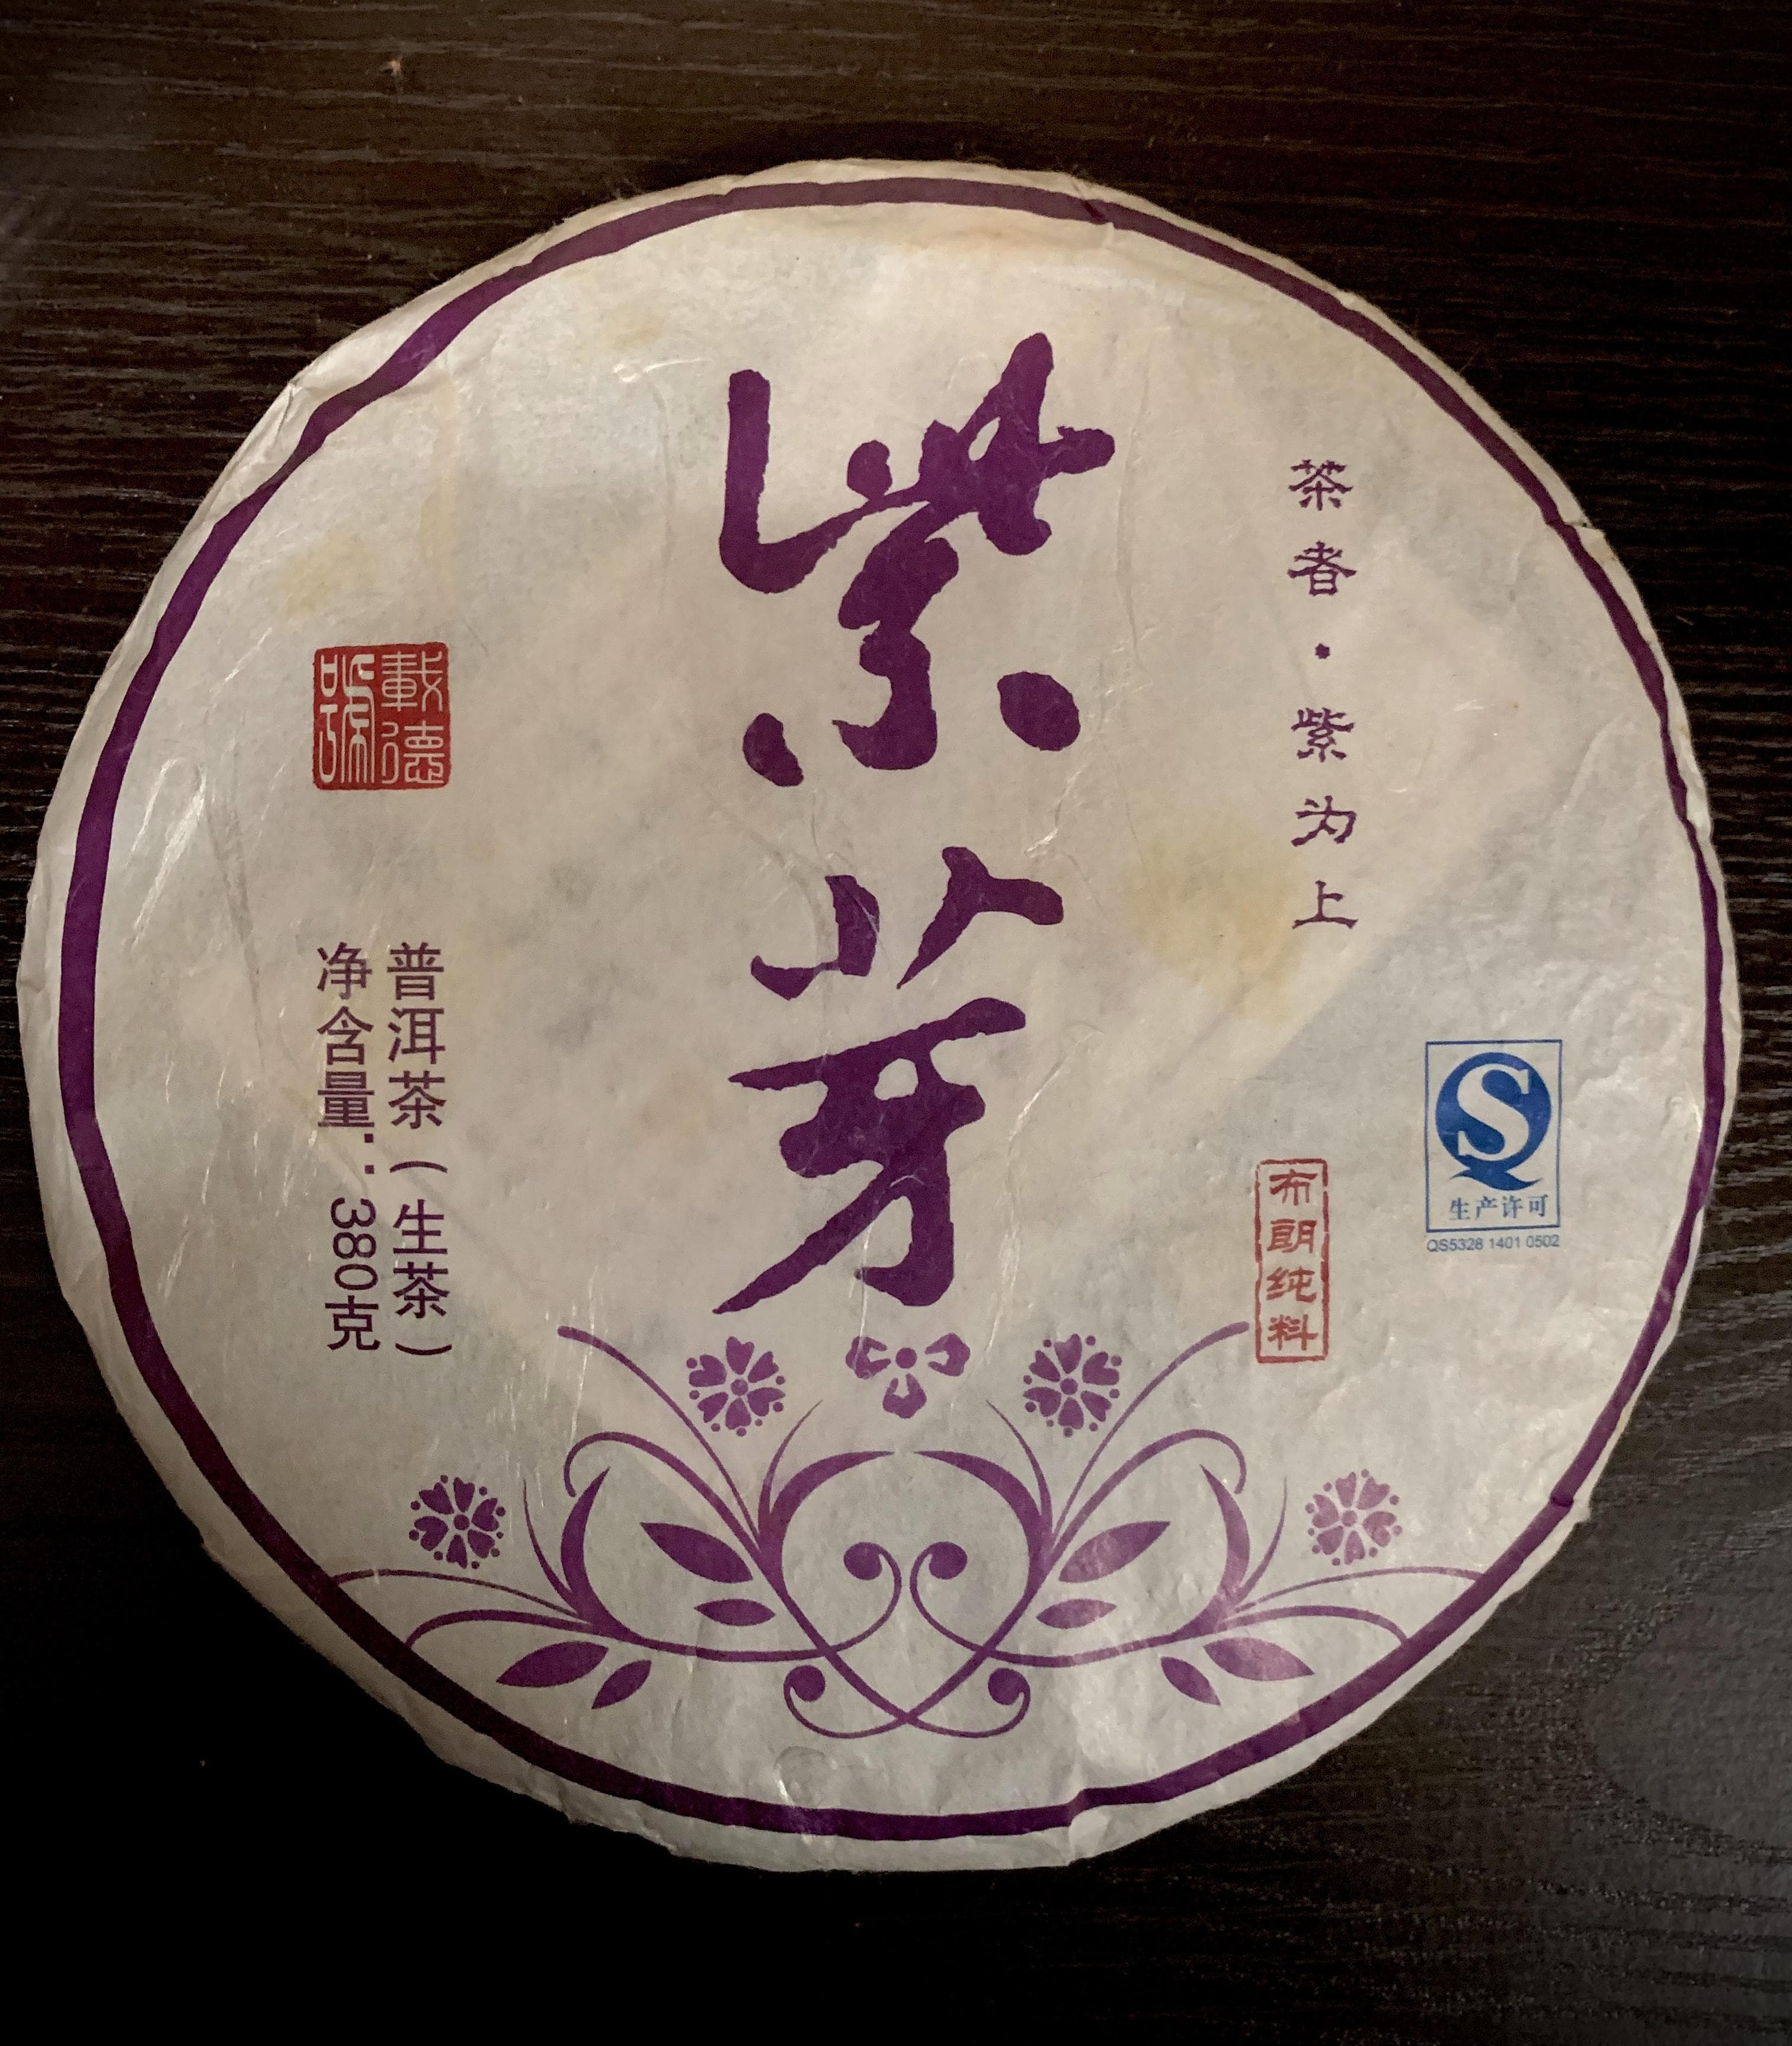 茶者·紫为上
紫芽
載德
號
普洱茶（生茶）
净含量：380克
布朗纯料
S
生产许可
QS5328 1401 0502